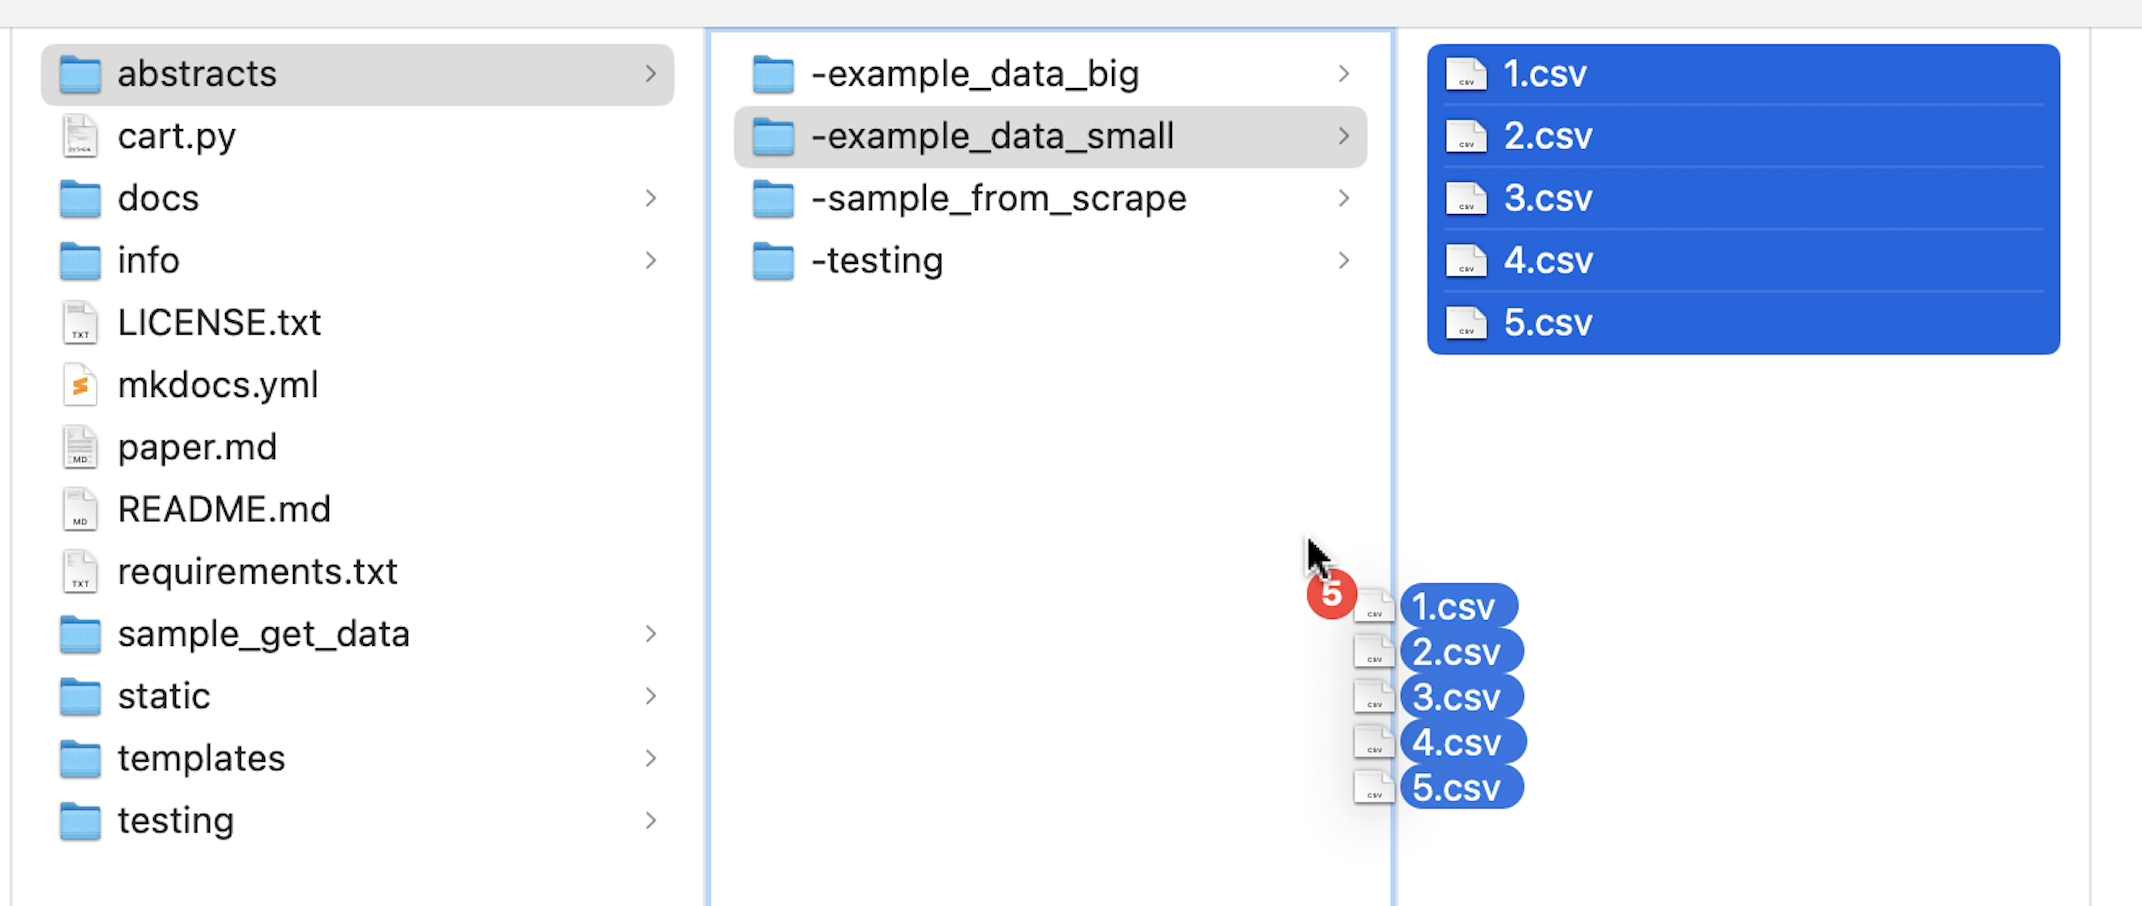 abstracts
cart.py
docs
info
LICENSE.txt
mkdocs.yml
paper.md
README.md
requirements.txt
sample_get_data
static
templates
testing
-example_data_big
-example_data_small
-sample_from_scrape
-testing
1.csv
2.csv
3.csv
4.csv
5.csv
5
1.csv
2.csv
3.csv
4.csv
5.csv